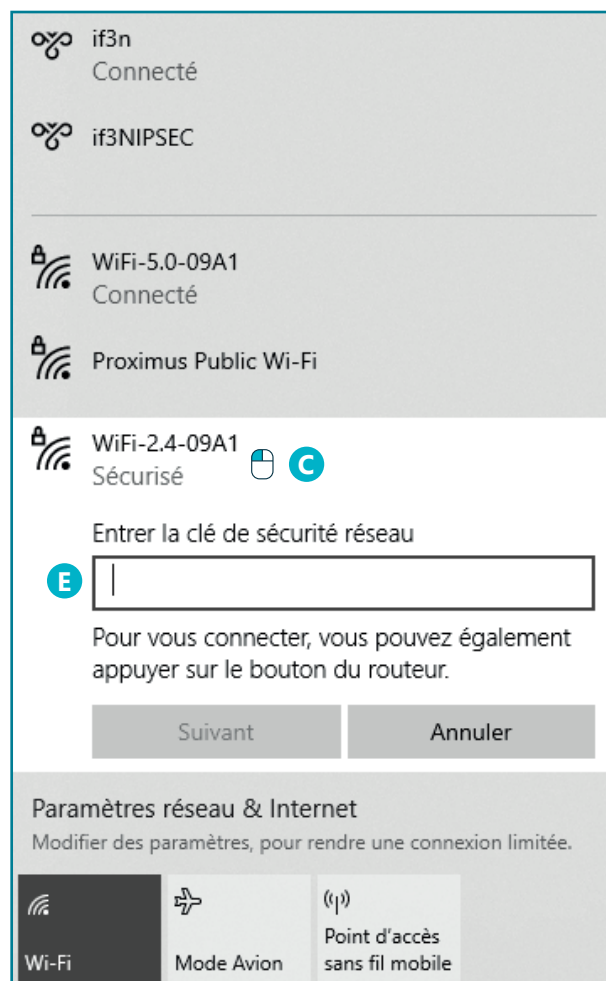 if3n
Connecté
if3NIPSEC
WiFi-5.0-09A1
Connecté
Proximus Public Wi-Fi
WiFi-2.4-09A1
Sécurisé
C
Entrer la clé de sécurité réseau
E
Pour vous connecter, vous pouvez également
appuyer sur le bouton du routeur.
Suivant
Annuler
Paramètres réseau & Internet
Modifier des paramètres, pour rendre une connexion limitée.
Wi-Fi
Mode Avion
Point d'accès
sans fil mobile